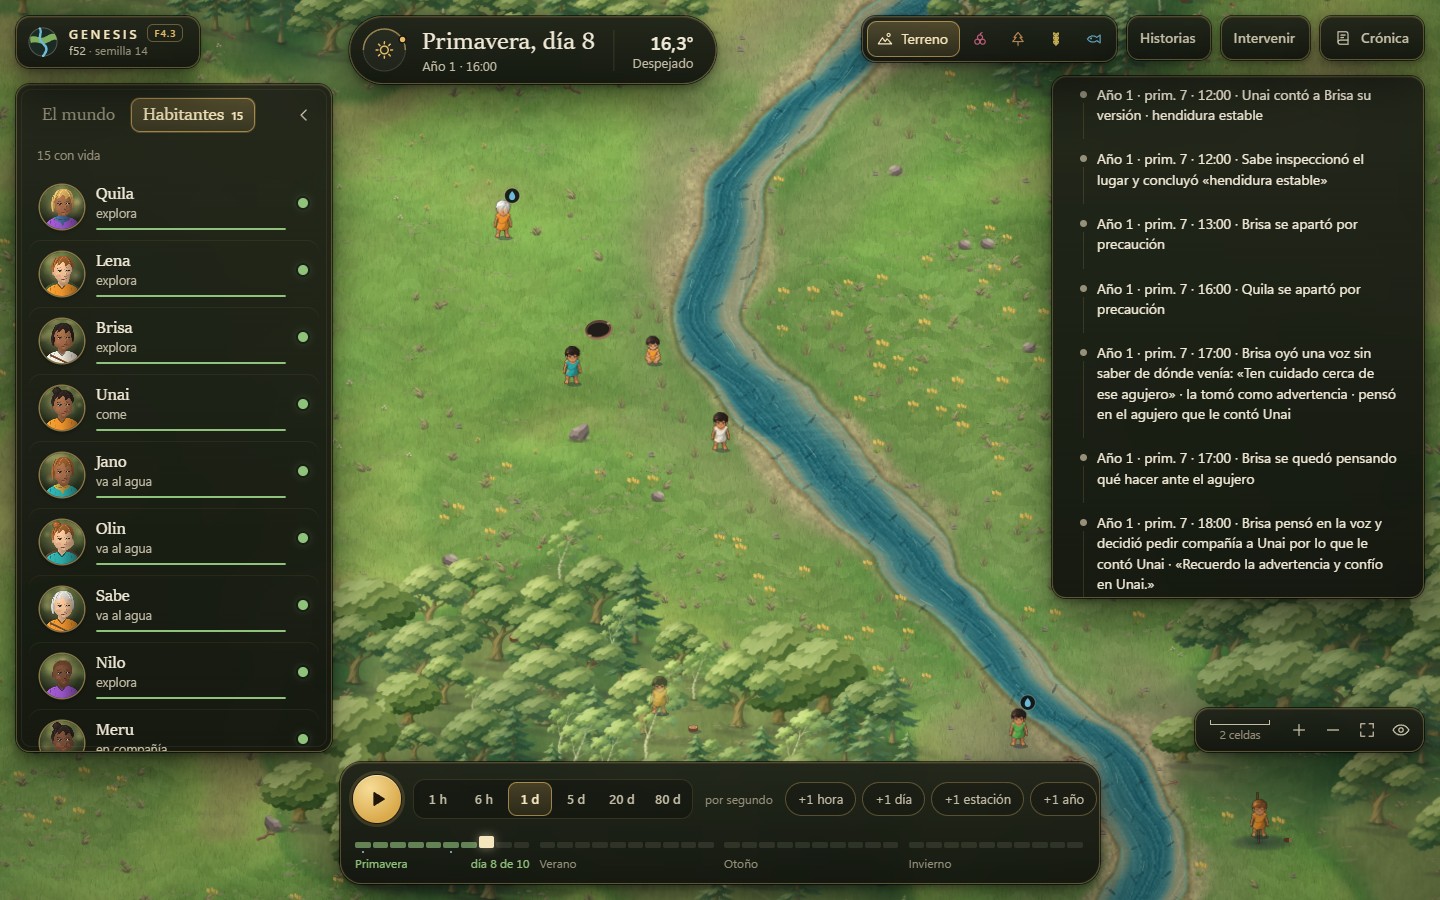 GENESIS F4.3
f52 · semilla 14
Primavera, día 8
Año 1 · 16:00
16,3°
Despejado
Terreno
Historias
Intervenir
Crónica
El mundo
Habitantes 15
15 con vida
Quila
explora
Lena
explora
Brisa
explora
Unai
come
Jano
va al agua
Olin
va al agua
Sabe
va al agua
Nilo
explora
Meru
en compañía
Año 1 · prim. 7 · 12:00 · Unai contó a Brisa su
versión · hendidura estable
Año 1 · prim. 7 · 12:00 · Sabe inspeccionó el
lugar y concluyó «hendidura estable»
Año 1 · prim. 7 · 13:00 · Brisa se apartó por
precaución
Año 1 · prim. 7 · 16:00 · Quila se apartó por
precaución
Año 1 · prim. 7 · 17:00 · Brisa oyó una voz sin
saber de dónde venía: «Ten cuidado cerca de
ese agujero» · la tomó como advertencia · pensó
en el agujero que le contó Unai
Año 1 · prim. 7 · 17:00 · Brisa se quedó pensando
qué hacer ante el agujero
Año 1 · prim. 7 · 18:00 · Brisa pensó en la voz y
decidió pedir compañía a Unai por lo que le
contó Unai · «Recuerdo la advertencia y confío
en Unai.»
2 celdas
1 h
6 h
1 d
5 d
20 d
80 d
por segundo
+1 hora
+1 día
+1 estación
+1 año
Primavera
día 8 de 10
Verano
Otoño
Invierno